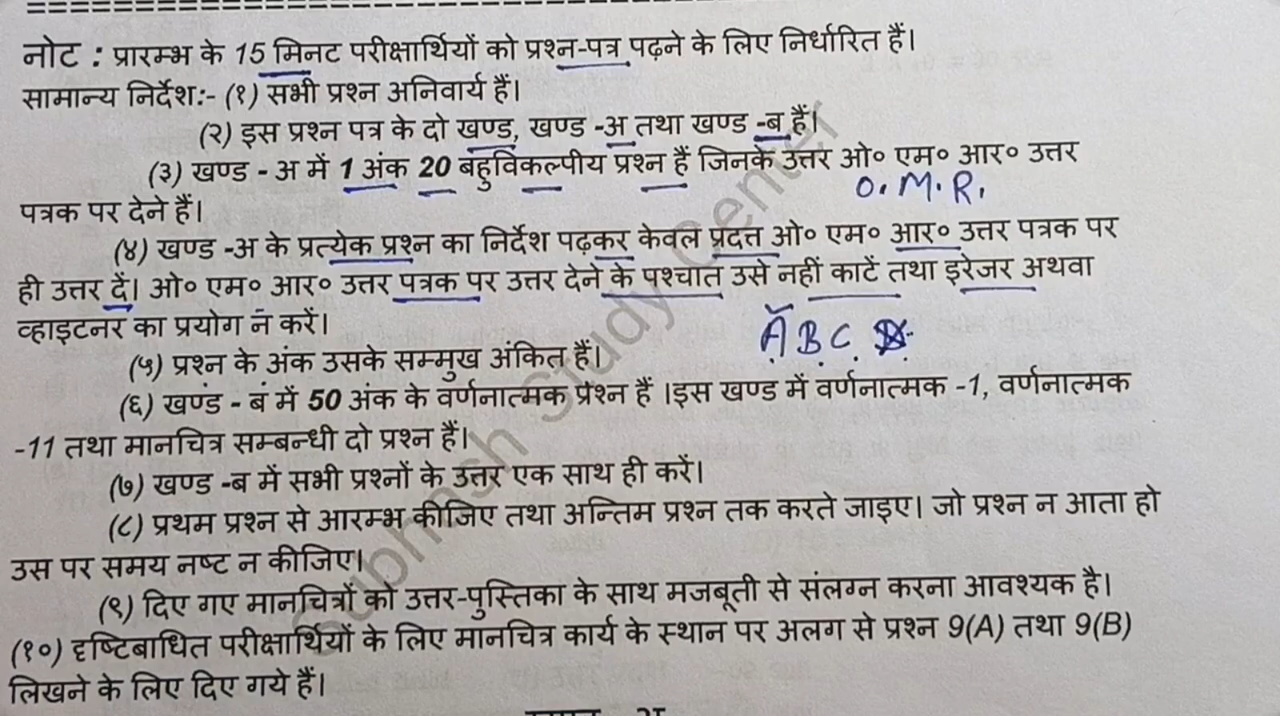 नोट : प्रारम्भ के 15 मिनट परीक्षार्थियों को प्रश्न-पत्र पढ़ने के लिए निर्धारित हैं।
सामान्य निर्देश:- (१) सभी प्रश्न अनिवार्य हैं।
(२) इस प्रश्न पत्र के दो खण्ड, खण्ड -अ तथा खण्ड -ब हैं।
(३) खण्ड - अ में 1 अंक 20 बहुविकल्पीय प्रश्न हैं जिनके उत्तर ओ० एम० आर० उत्तर
O. M. R.
पत्रक पर देने हैं।
(४) खण्ड -अ के प्रत्येक प्रश्न का निर्देश पढ़कर केवल प्रदत्त ओ० एम० आर० उत्तर पत्रक पर
ही उत्तर दें। ओ० एम० आर० उत्तर पत्रक पर उत्तर देने के पश्चात उसे नहीं काटें तथा इरेजर अथवा
व्हाइटनर का प्रयोग न करें।
A B C
(५) प्रश्न के अंक उसके सम्मुख अंकित हैं।
(६) खण्ड - ब में 50 अंक के वर्णनात्मक प्रश्न हैं ।इस खण्ड में वर्णनात्मक -1, वर्णनात्मक
-11 तथा मानचित्र सम्बन्धी दो प्रश्न हैं।
(७) खण्ड -ब में सभी प्रश्नों के उत्तर एक साथ ही करें।
(८) प्रथम प्रश्न से आरम्भ कीजिए तथा अन्तिम प्रश्न तक करते जाइए। जो प्रश्न न आता हो
उस पर समय नष्ट न कीजिए।
(९) दिए गए मानचित्रों को उत्तर-पुस्तिका के साथ मजबूती से संलग्न करना आवश्यक है।
(१०) दृष्टिबाधित परीक्षार्थियों के लिए मानचित्र कार्य के स्थान पर अलग से प्रश्न 9(A) तथा 9(B)
लिखने के लिए दिए गये हैं।
Subhash Study Center